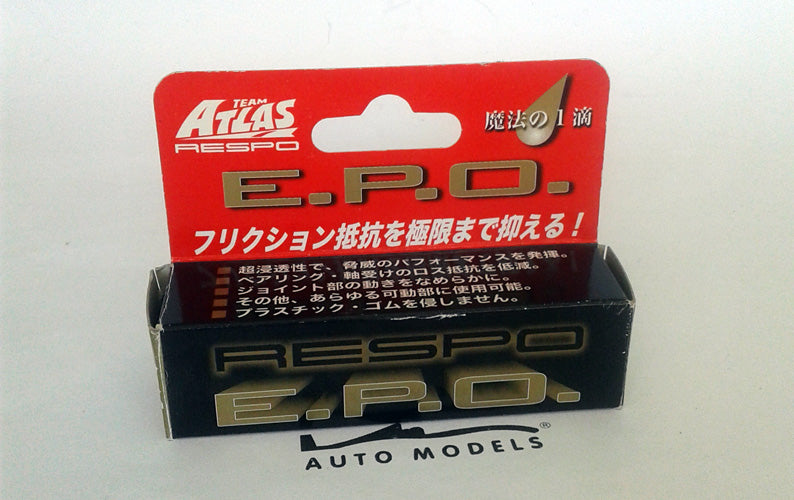 TEAM
ATLAS
RESPO
魔法の1滴
E.P.O.
フリクション抵抗を極限まで抑える!
超浸透性で、脅威のパフォーマンスを発揮。
ベアリング・軸受けのロス抵抗を低減。
ジョイント部の動きをなめらかに。
その他、あらゆる可動部に使用可能。
プラスチック・ゴムを侵しません。
RESPO
E.P.O.
®
AUTO MODELS